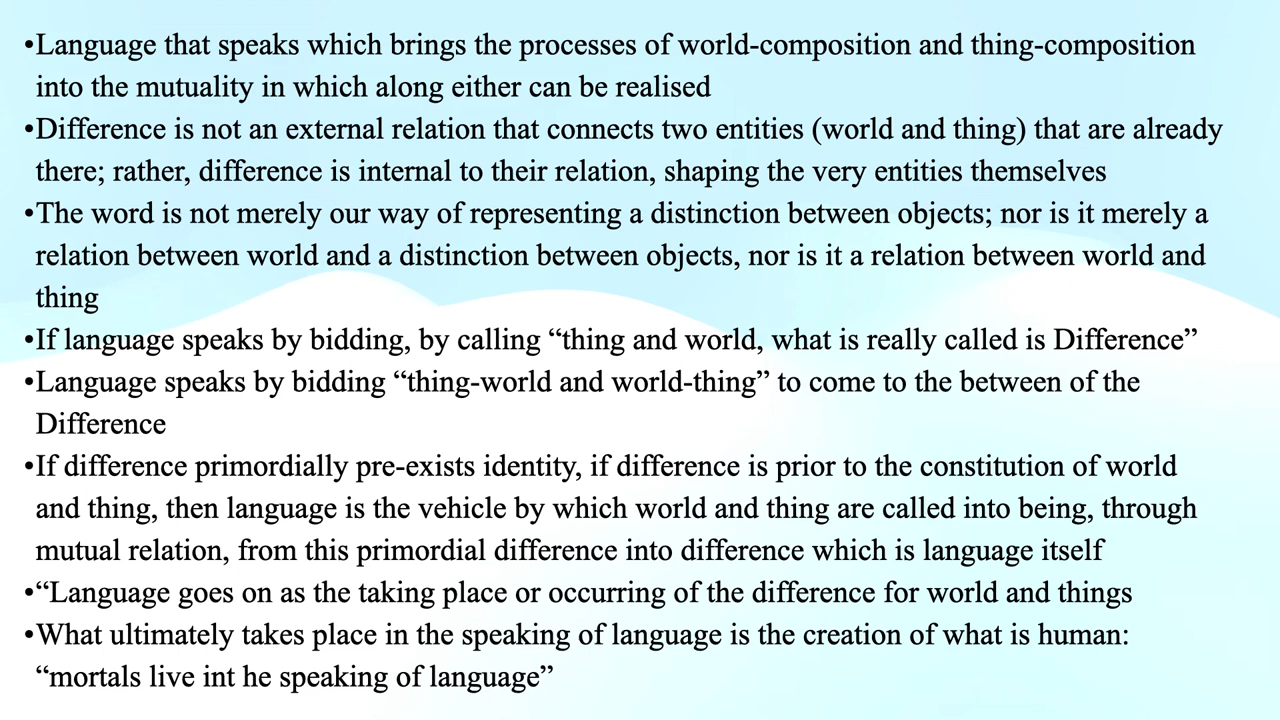 •Language that speaks which brings the processes of world-composition and thing-composition
into the mutuality in which along either can be realised
•Difference is not an external relation that connects two entities (world and thing) that are already
there; rather, difference is internal to their relation, shaping the very entities themselves
•The word is not merely our way of representing a distinction between objects; nor is it merely a
relation between world and a distinction between objects, nor is it a relation between world and
thing
•If language speaks by bidding, by calling “thing and world, what is really called is Difference”
•Language speaks by bidding “thing-world and world-thing” to come to the between of the
Difference
•If difference primordially pre-exists identity, if difference is prior to the constitution of world
and thing, then language is the vehicle by which world and thing are called into being, through
mutual relation, from this primordial difference into difference which is language itself
•“Language goes on as the taking place or occurring of the difference for world and things
•What ultimately takes place in the speaking of language is the creation of what is human:
“mortals live int he speaking of language”